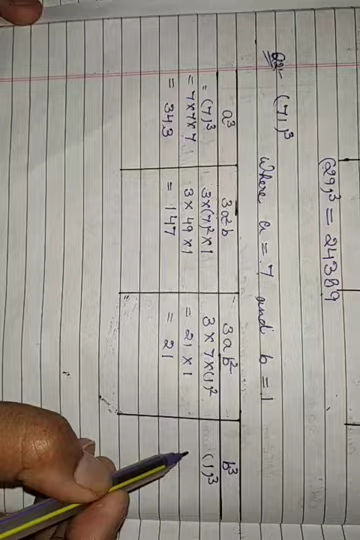 (29)³ = 24389
Q2- (71)³ Where a = 7 and b = 1
a³ 3a²b 3ab² b³
= (7)³ 3×(7)²×1 3×7×(1)² (1)³
= 7×7×7 3×49×1 = 21×1
= 343 = 147 = 21